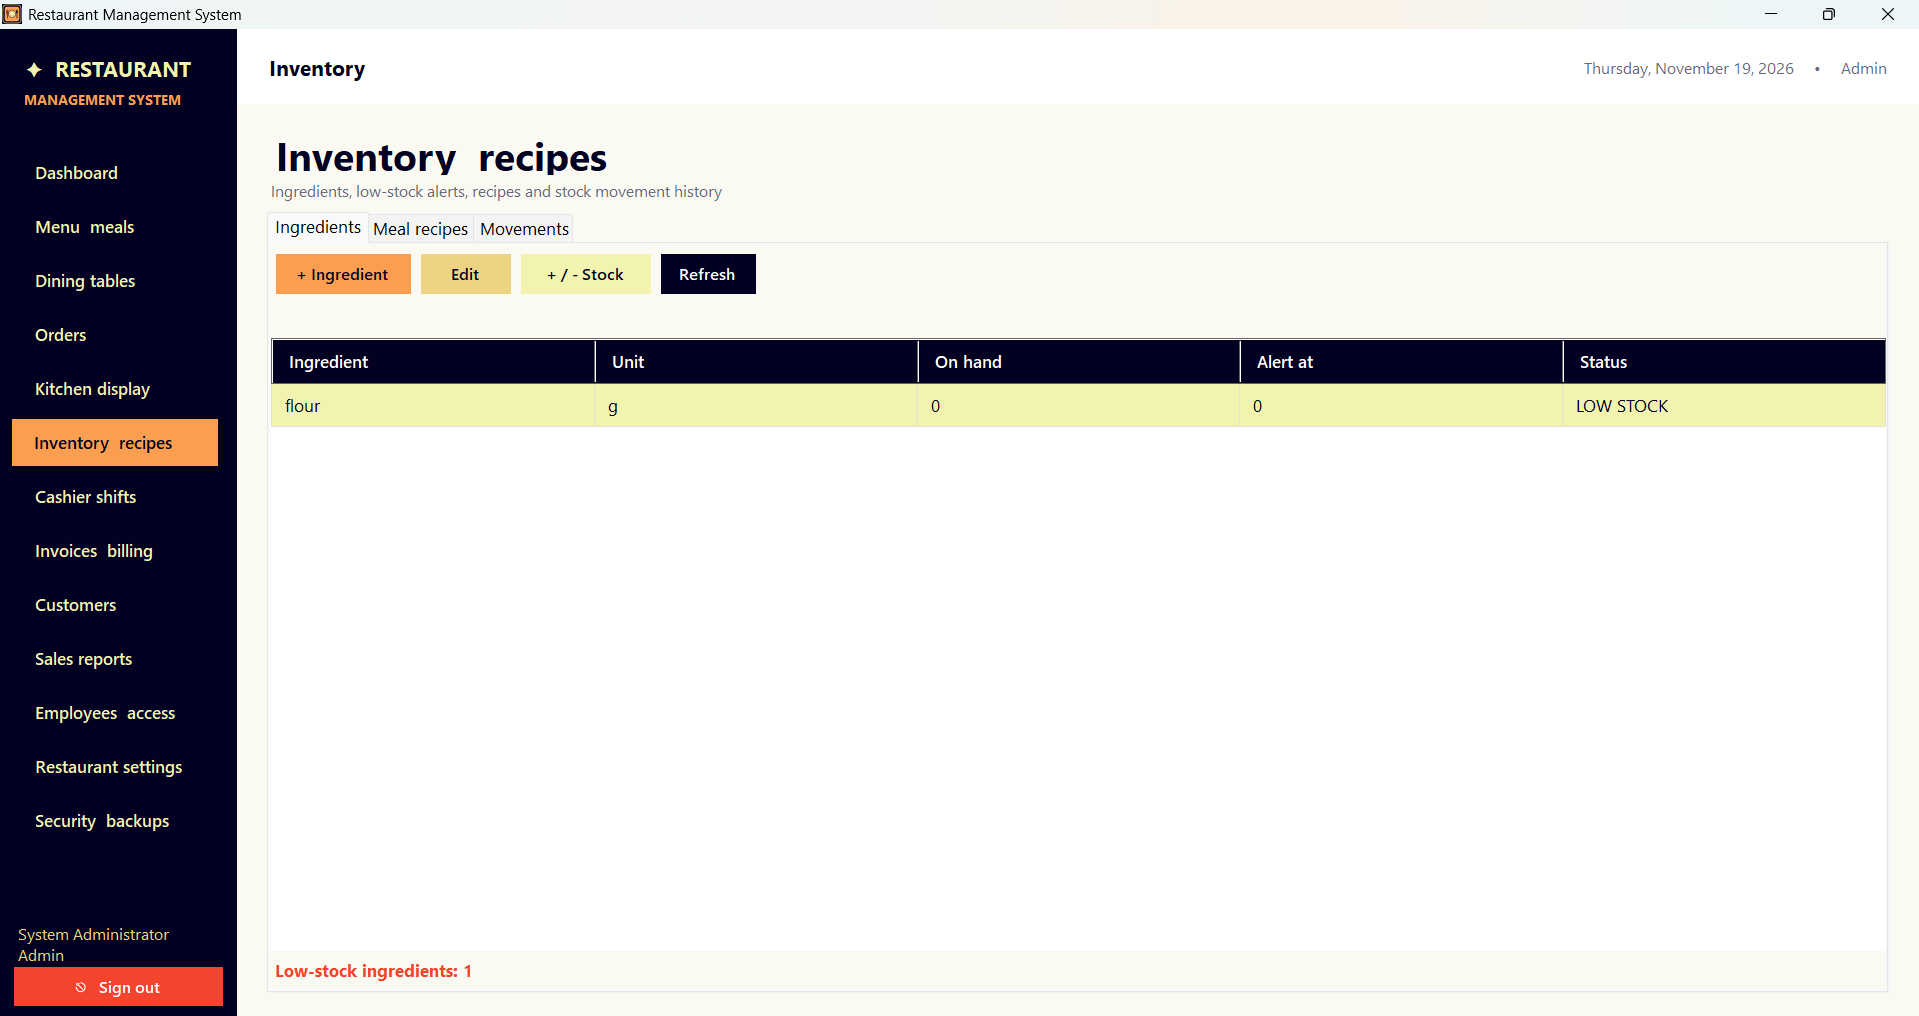 Restaurant Management System
✦ RESTAURANT
MANAGEMENT SYSTEM
Dashboard
Menu meals
Dining tables
Orders
Kitchen display
Inventory recipes
Cashier shifts
Invoices billing
Customers
Sales reports
Employees access
Restaurant settings
Security backups
System Administrator
Admin
Sign out
Inventory
Thursday, November 19, 2026 • Admin
Inventory recipes
Ingredients, low-stock alerts, recipes and stock movement history
Ingredients Meal recipes Movements
+ Ingredient Edit + / - Stock Refresh
Ingredient Unit On hand Alert at Status
flour g 0 0 LOW STOCK
Low-stock ingredients: 1